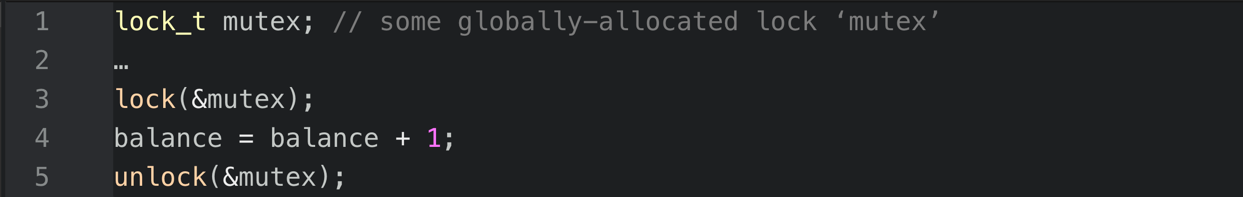 1 lock_t mutex; // some globally-allocated lock ‘mutex’
2 …
3 lock(&mutex);
4 balance = balance + 1;
5 unlock(&mutex);